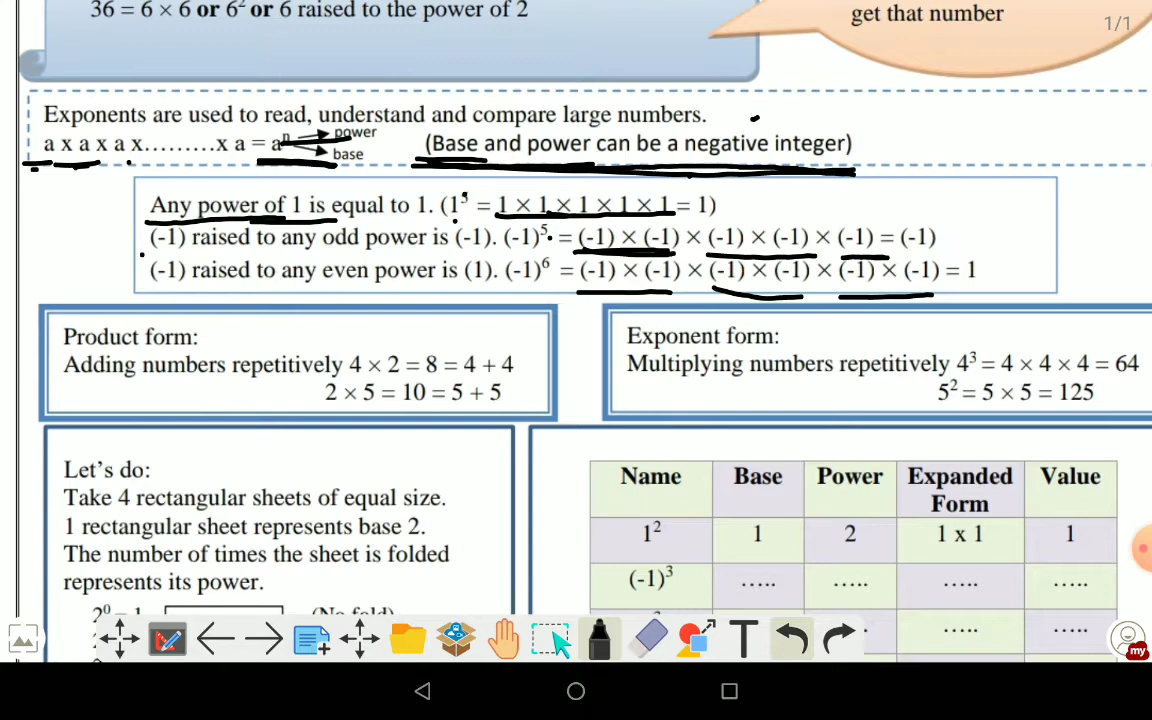 36 = 6 × 6 or 6² or 6 raised to the power of 2
get that number
1/1
Exponents are used to read, understand and compare large numbers.
a x a x a x.........x a = aⁿ power
base
(Base and power can be a negative integer)
Any power of 1 is equal to 1. (1⁵ = 1 × 1 × 1 × 1 × 1 = 1)
(-1) raised to any odd power is (-1). (-1)⁵ = (-1) × (-1) × (-1) × (-1) × (-1) = (-1)
(-1) raised to any even power is (1). (-1)⁶ = (-1) × (-1) × (-1) × (-1) × (-1) × (-1) = 1
Product form:
Adding numbers repetitively 4 × 2 = 8 = 4 + 4
2 × 5 = 10 = 5 + 5
Exponent form:
Multiplying numbers repetitively 4³ = 4 × 4 × 4 = 64
5² = 5 × 5 = 125
Let's do:
Take 4 rectangular sheets of equal size.
1 rectangular sheet represents base 2.
The number of times the sheet is folded
represents its power.
2⁰ = 1 (No fold)
Name Base Power Expanded Form Value
1² 1 2 1 x 1 1
(-1)³ ..... ..... ..... .....
..... .....
T
my